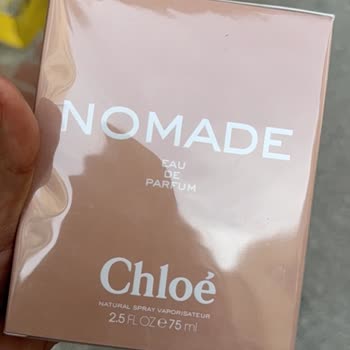 NOMADE
EAU
DE
PARFUM
Chloé
NATURAL SPRAY VAPORISATEUR
2.5 FL OZ e 75 ml